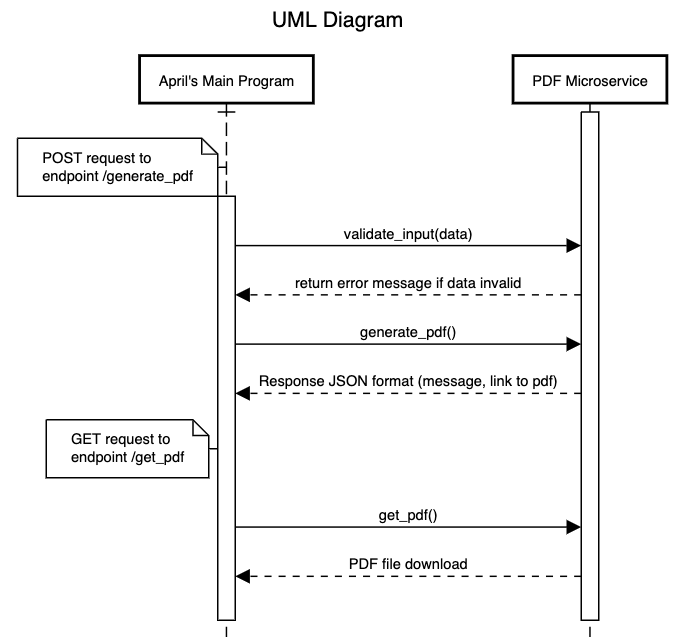 UML Diagram
April's Main Program
PDF Microservice
POST request to
endpoint /generate_pdf
validate_input(data)
return error message if data invalid
generate_pdf()
Response JSON format (message, link to pdf)
GET request to
endpoint /get_pdf
get_pdf()
PDF file download